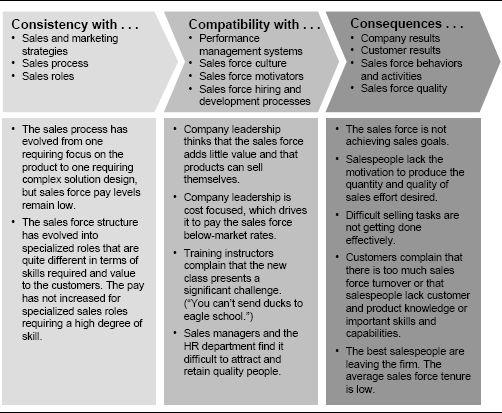 Consistency with . . .
• Sales and marketing
strategies
• Sales process
• Sales roles
Compatibility with . . .
• Performance
management systems
• Sales force culture
• Sales force motivators
• Sales force hiring and
development processes
Consequences . . .
• Company results
• Customer results
• Sales force behaviors
and activities
• Sales force quality
• The sales process has
evolved from one
requiring focus on the
product to one requiring
complex solution design,
but sales force pay levels
remain low.
• The sales force structure
has evolved into
specialized roles that are
quite different in terms of
skills required and value
to the customers. The pay
has not increased for
specialized sales roles
requiring a high degree of
skill.
• Company leadership
thinks that the sales force
adds little value and that
products can sell
themselves.
• Company leadership is
cost focused, which drives
it to pay the sales force
below-market rates.
• Training instructors
complain that the new
class presents a
significant challenge.
("You can't send ducks to
eagle school.")
• Sales managers and the
HR department find it
difficult to attract and
retain quality people.
• The sales force is not
achieving sales goals.
• Salespeople lack the
motivation to produce the
quantity and quality of
sales effort desired.
• Difficult selling tasks are
not getting done
effectively.
• Customers complain that
there is too much sales
force turnover or that
salespeople lack customer
and product knowledge or
important skills and
capabilities.
• The best salespeople are
leaving the firm. The
average sales force tenure
is low.